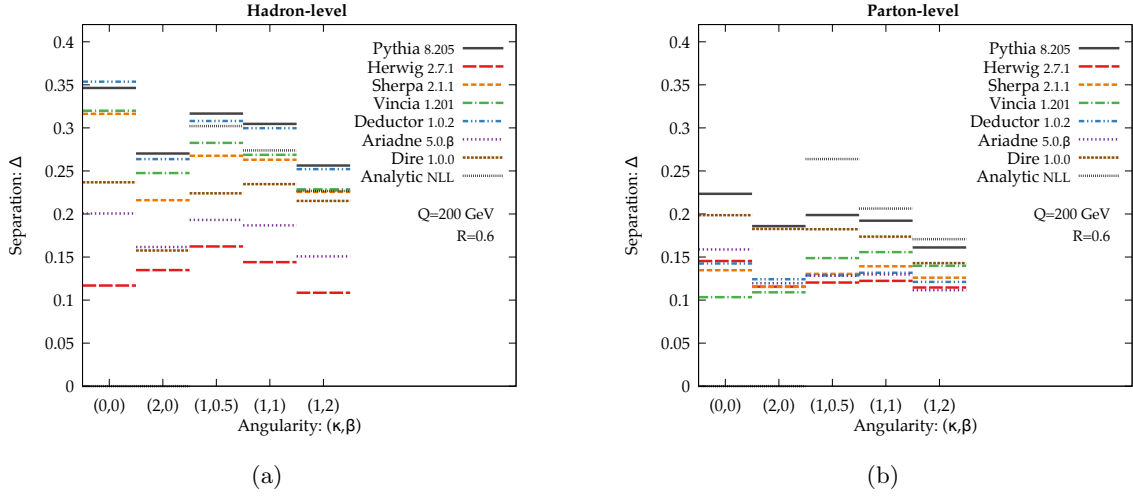 Hadron-level
Separation: Δ
0.4
0.35
0.3
0.25
0.2
0.15
0.1
0.05
0
Pythia 8.205
Herwig 2.7.1
Sherpa 2.1.1
Vincia 1.201
Deductor 1.0.2
Ariadne 5.0.β
Dire 1.0.0
Analytic NLL
Q=200 GeV
R=0.6
(0,0) (2,0) (1,0.5) (1,1) (1,2)
Angularity: (κ,β)
(a)
Parton-level
Separation: Δ
0.4
0.35
0.3
0.25
0.2
0.15
0.1
0.05
0
Pythia 8.205
Herwig 2.7.1
Sherpa 2.1.1
Vincia 1.201
Deductor 1.0.2
Ariadne 5.0.β
Dire 1.0.0
Analytic NLL
Q=200 GeV
R=0.6
(0,0) (2,0) (1,0.5) (1,1) (1,2)
Angularity: (κ,β)
(b)